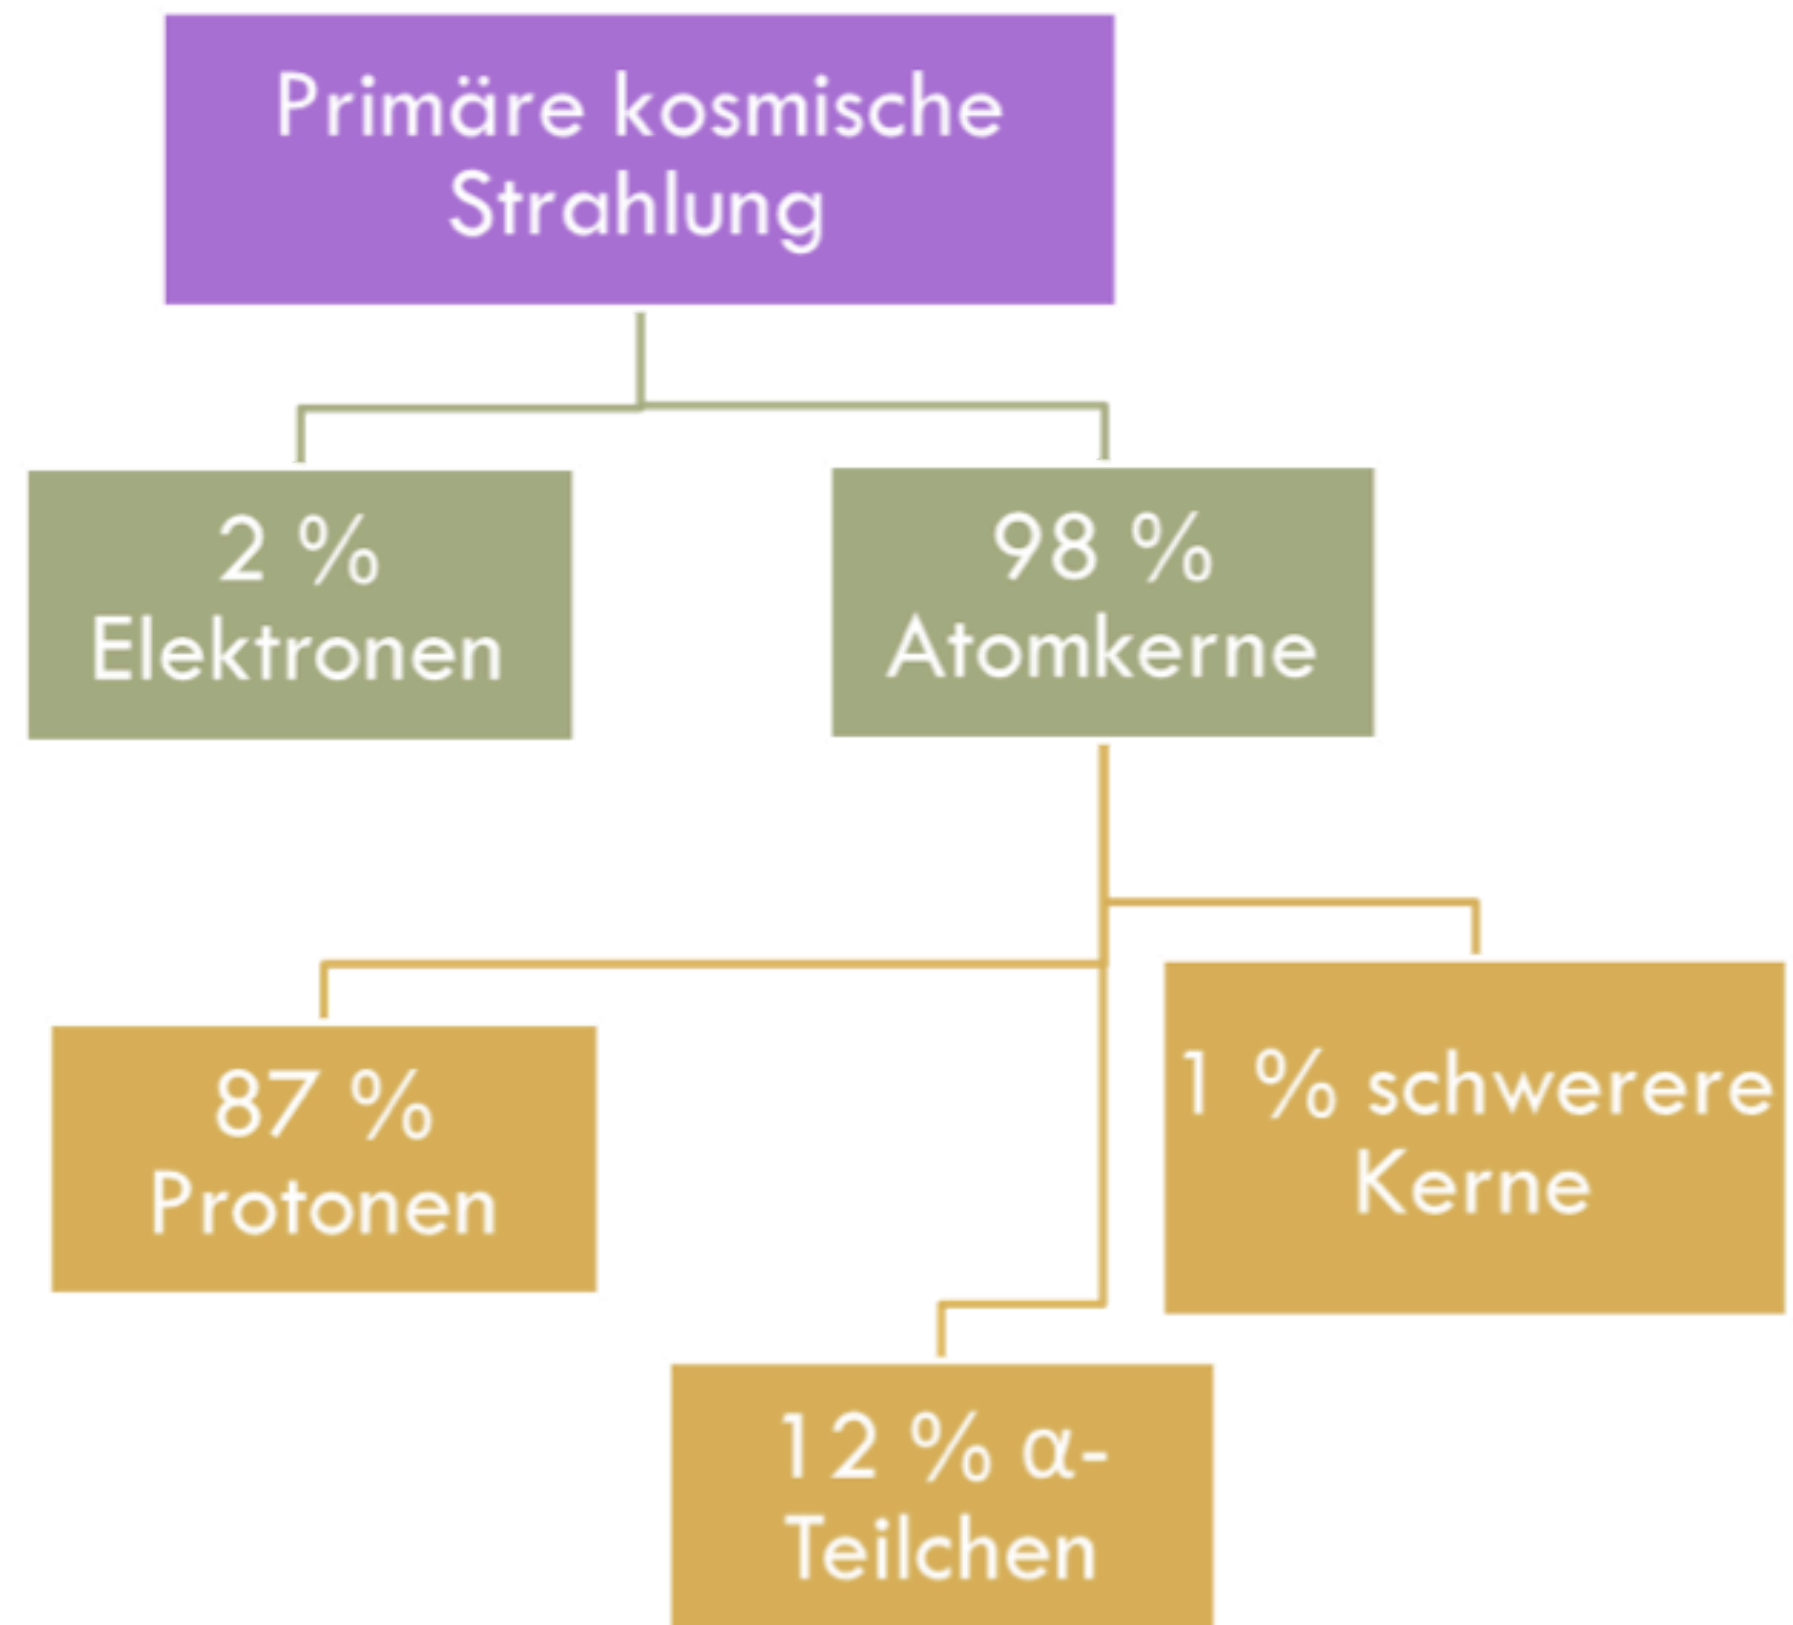 Primäre kosmische
Strahlung
2 %
Elektronen
98 %
Atomkerne
87 %
Protonen
1 % schwerere
Kerne
12 % α-
Teilchen